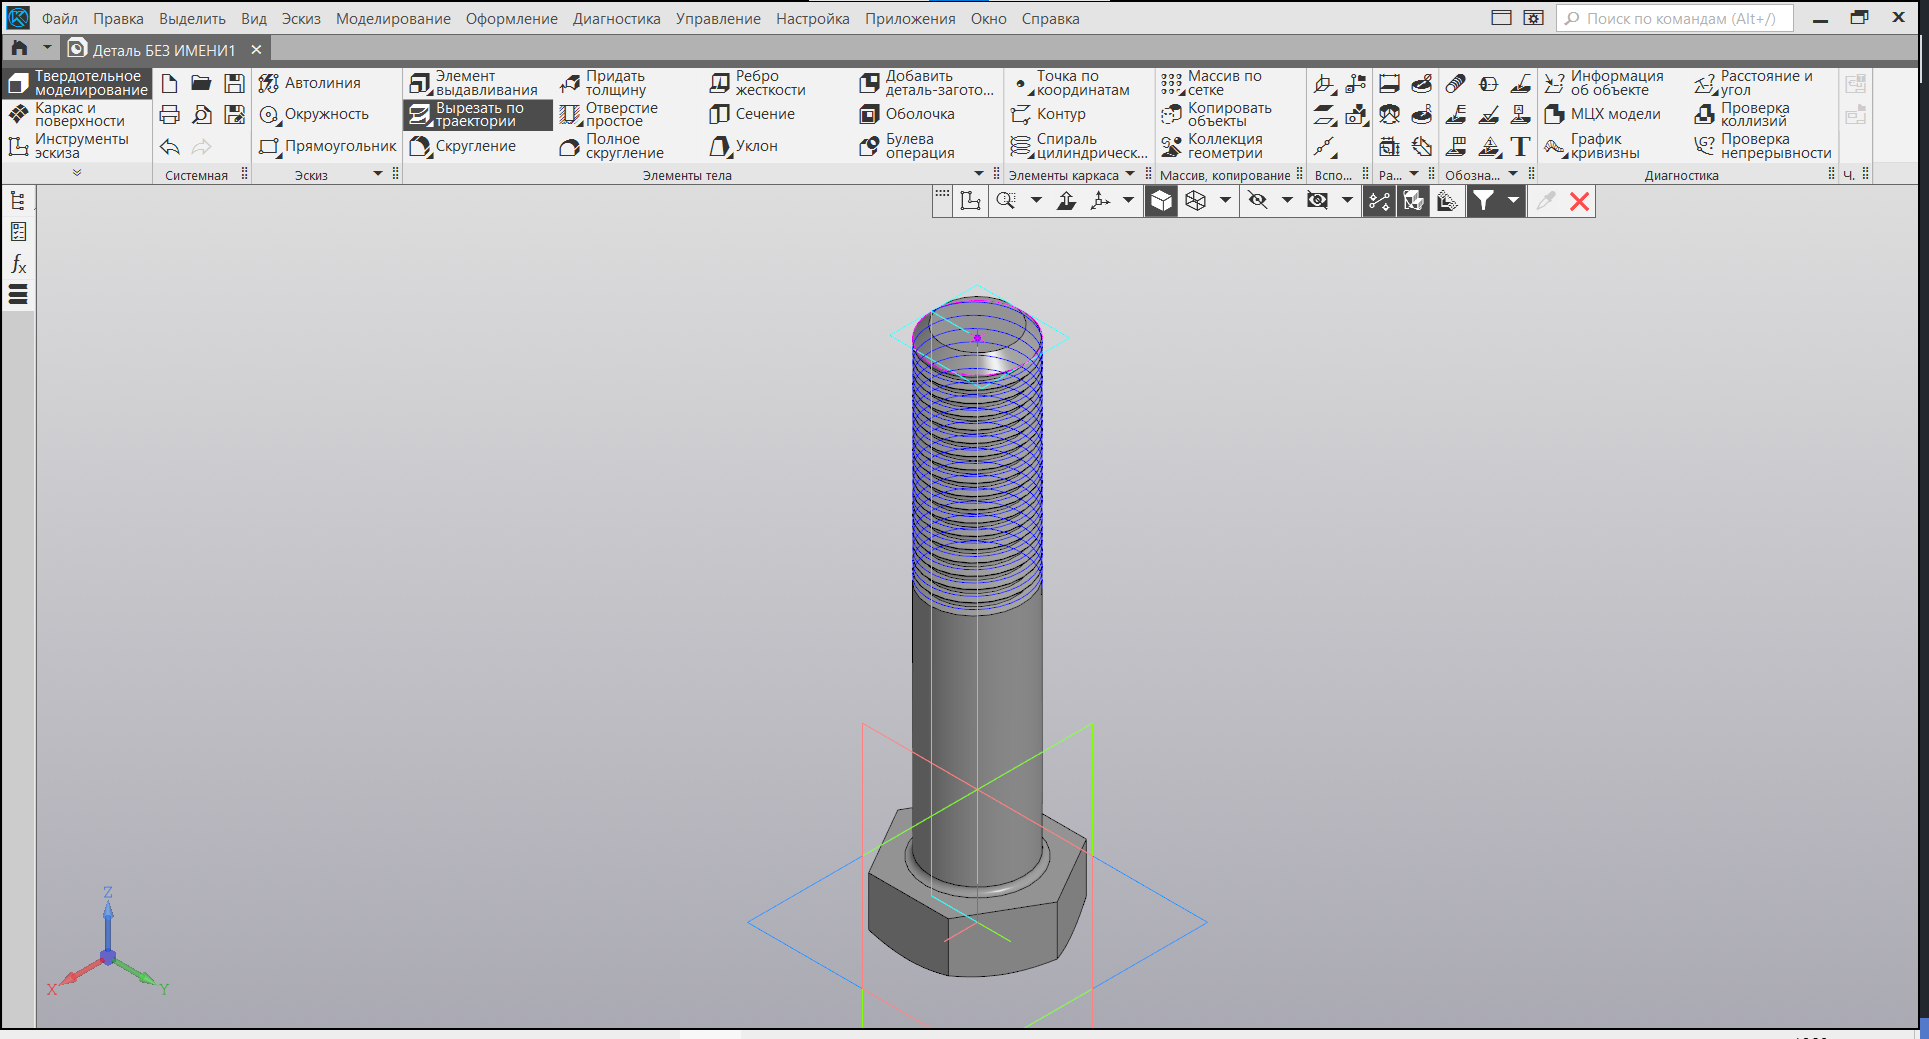 Файл Правка Выделить Вид Эскиз Моделирование Оформление Диагностика Управление Настройка Приложения Окно Справка
Поиск по командам (Alt+/)
Деталь БЕЗ ИМЕНИ1
Твердотельное
моделирование
Каркас и
поверхности
Инструменты
эскиза
Системная
Автолиния
Окружность
Прямоугольник
Эскиз
Элемент
выдавливания
Вырезать по
траектории
Скругление
Придать
толщину
Отверстие
простое
Полное
скругление
Ребро
жесткости
Сечение
Уклон
Добавить
деталь-загото...
Оболочка
Булева
операция
Элементы тела
Точка по
координатам
Контур
Спираль
цилиндрическ...
Элементы каркаса
Массив по
сетке
Копировать
объекты
Коллекция
геометрии
Массив, копирование
Вспо...
Ра...
Обозна...
Информация
об объекте
МЦХ модели
График
кривизны
Расстояние и
угол
Проверка
коллизий
Проверка
непрерывности
Диагностика
Ч.
fx
Z
X
Y